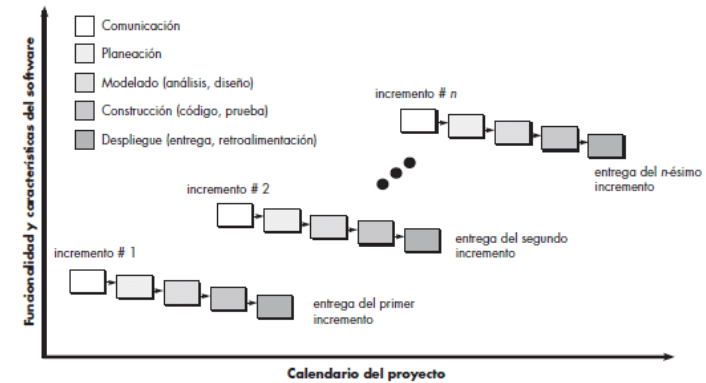 Funcionalidad y características del software
Comunicación
Planeación
Modelado (análisis, diseño)
Construcción (código, prueba)
Despliegue (entrega, retroalimentación)
incremento # n
entrega del n-ésimo
incremento
incremento # 2
entrega del segundo
incremento
incremento # 1
entrega del primer
incremento
Calendario del proyecto